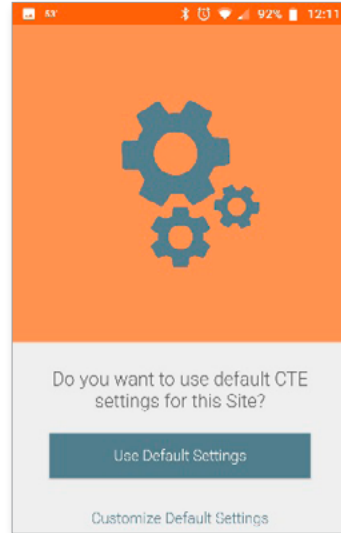 53° 92% 12:11
Do you want to use default CTE
settings for this Site?
Use Default Settings
Customize Default Settings